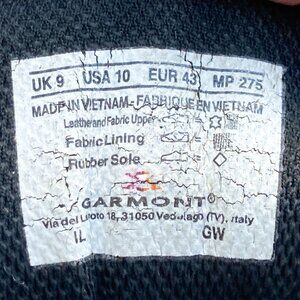 UK 9 USA 10 EUR 43 MP 275
MADE IN VIETNAM-FABRIQUE EN VIETNAM
Leather and Fabric Upper =
Fabric Lining =
Rubber Sole =
GARMONT®
Via del Loto 18, 31050 Vedelago (TV), Italy
IL GW